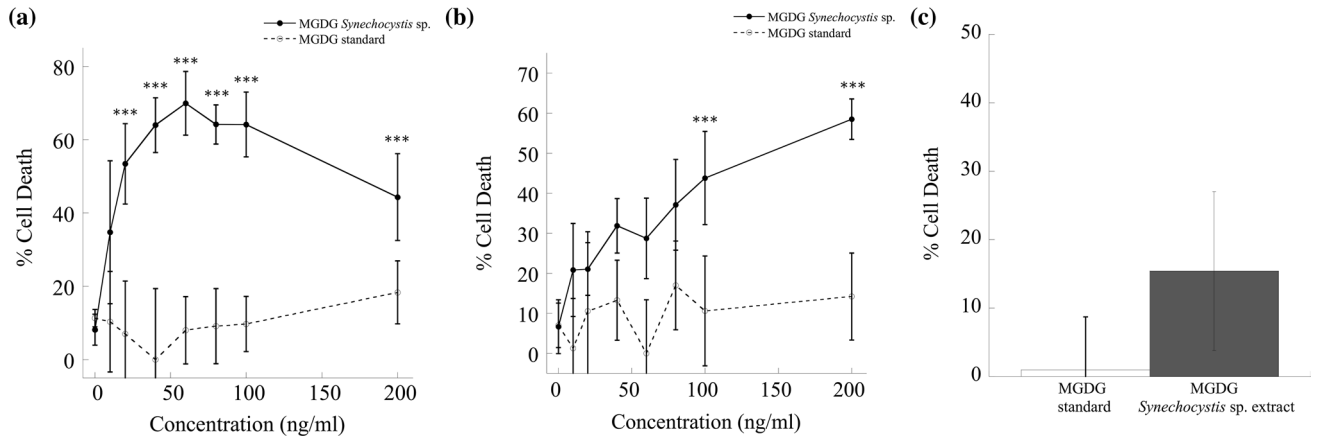 (a)
MGDG Synechocystis sp.
MGDG standard
% Cell Death
80
60
40
20
0
***
***
***
***
***
***
0
50
100
150
200
Concentration (ng/ml)
(b)
MGDG Synechocystis sp.
MGDG standard
% Cell Death
70
60
50
40
30
20
10
0
***
***
0
50
100
150
200
Concentration (ng/ml)
(c)
% Cell Death
50
40
30
20
10
0
MGDG
standard
MGDG
Synechocystis sp. extract